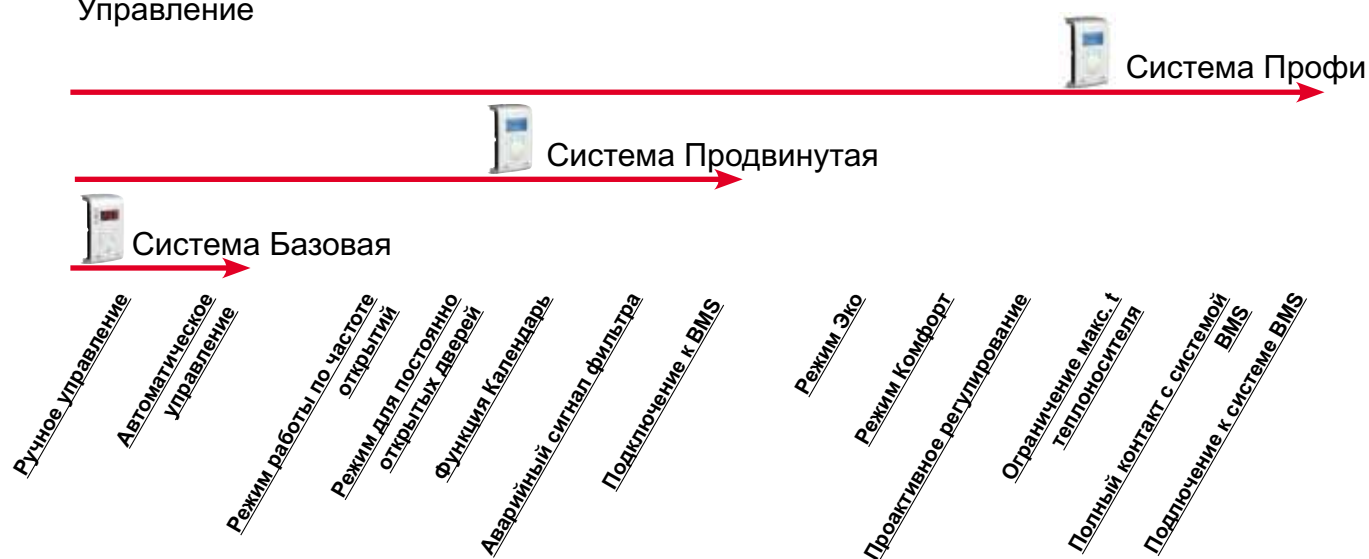 Управление
Система Профи
Система Продвинутая
Система Базовая
Ручное управление
Автоматическое
управление
Режим работы по частоте
открытий
Режим для постоянно
открытых дверей
Функция Календарь
Аварийный сигнал фильтра
Подключение к BMS
Режим Эко
Режим Комфорт
Проактивное регулирование
Ограничение макс. t
теплоносителя
Полный контакт с системой
BMS
Подлючение к системе BMS